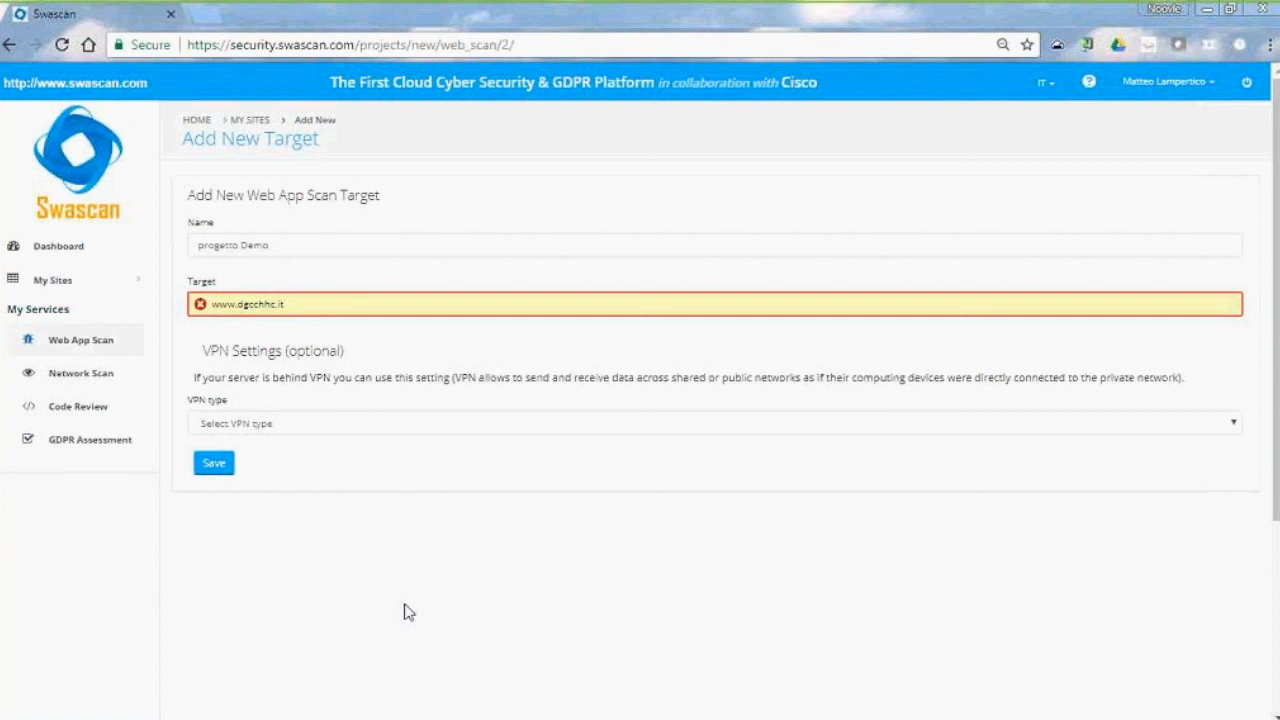 Swascan
Noovle
Secure
https://security.swascan.com/projects/new/web_scan/2/
http://www.swascan.com
The First Cloud Cyber Security & GDPR Platform in collaboration with Cisco
IT
Matteo Lampertico
Swascan
Dashboard
My Sites
My Services
Web App Scan
Network Scan
Code Review
GDPR Assessment
HOME > MY SITES > Add New
Add New Target
Add New Web App Scan Target
Name
progetto Demo
Target
www.dgcchhc.it
VPN Settings (optional)
If your server is behind VPN you can use this setting (VPN allows to send and receive data across shared or public networks as if their computing devices were directly connected to the private network).
VPN type
Select VPN type
Save